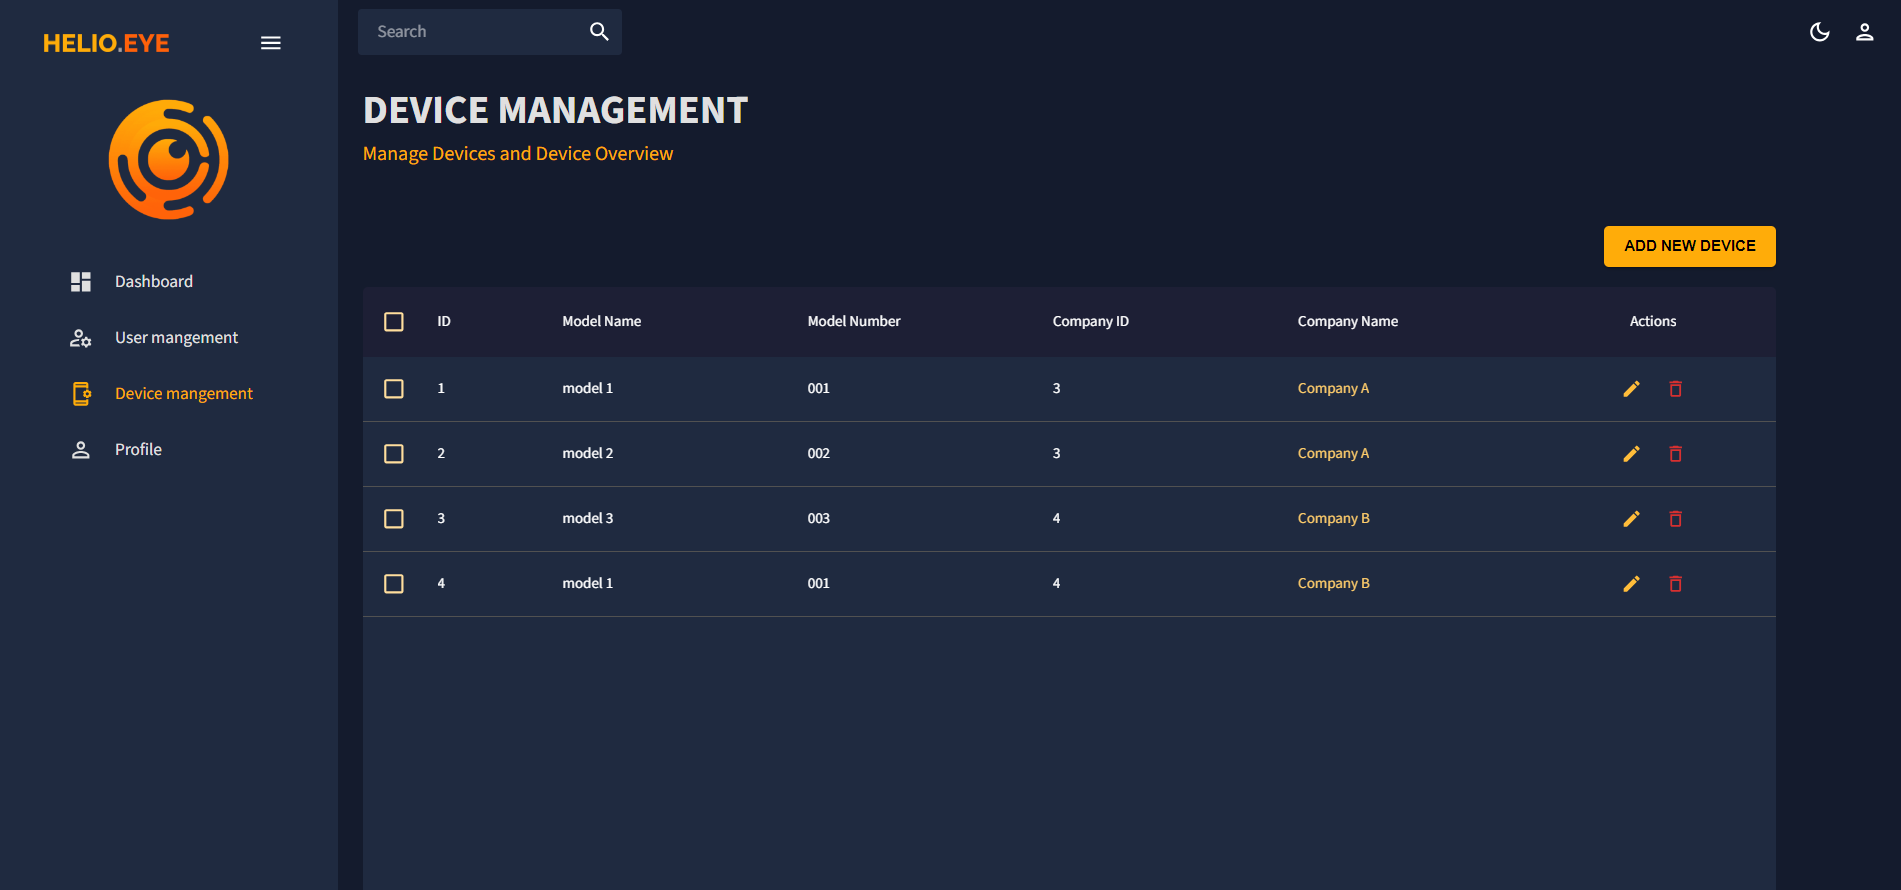 HELIO.EYE
Search
DEVICE MANAGEMENT
Manage Devices and Device Overview
Dashboard
User mangement
Device mangement
Profile
ADD NEW DEVICE
ID Model Name Model Number Company ID Company Name Actions
1 model 1 001 3 Company A
2 model 2 002 3 Company A
3 model 3 003 4 Company B
4 model 1 001 4 Company B